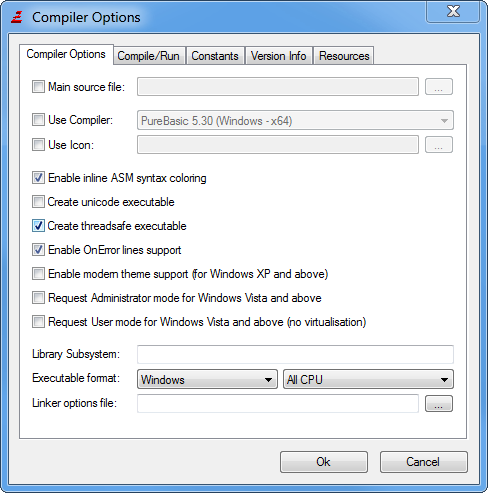 Compiler Options
Compiler Options Compile/Run Constants Version Info Resources
Main source file: ...
Use Compiler: PureBasic 5.30 (Windows - x64)
Use Icon: ...
Enable inline ASM syntax coloring
Create unicode executable
Create threadsafe executable
Enable OnError lines support
Enable modern theme support (for Windows XP and above)
Request Administrator mode for Windows Vista and above
Request User mode for Windows Vista and above (no virtualisation)
Library Subsystem:
Executable format: Windows All CPU
Linker options file: ...
Ok Cancel